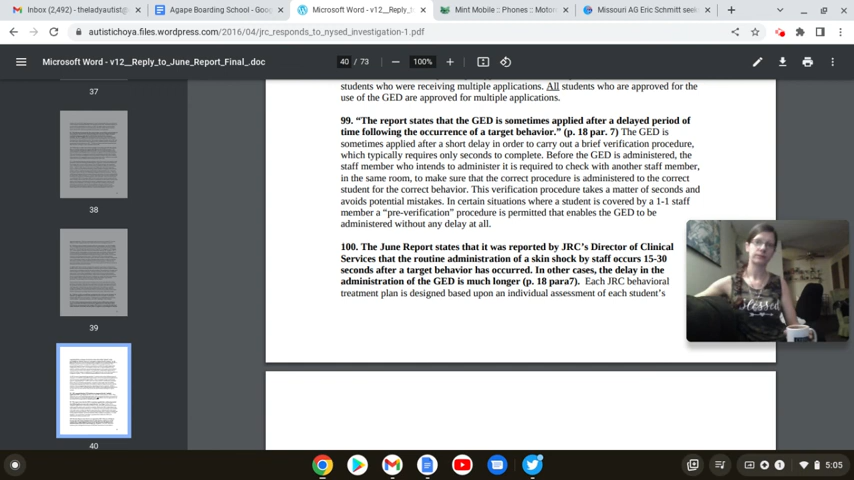 Inbox (2,492) - theladyautist@
Agape Boarding School - Goo
Microsoft Word - v12__Reply_to_
Mint Mobile :: Phones :: Motor
Missouri AG Eric Schmitt seek
autistichoya.files.wordpress.com/2016/04/jrc_responds_to_nysed_investigation-1.pdf
Microsoft Word - v12__Reply_to_June_Report_Final_.doc
40 / 73
100%
37
38
39
40
students who were receiving multiple applications. All students who are approved for the
use of the GED are approved for multiple applications.
99. “The report states that the GED is sometimes applied after a delayed period of
time following the occurrence of a target behavior.” (p. 18 par. 7) The GED is
sometimes applied after a short delay in order to carry out a brief verification procedure,
which typically requires only seconds to complete. Before the GED is administered, the
staff member who intends to administer it is required to check with another staff member,
in the same room, to make sure that the correct procedure is administered to the correct
student for the correct behavior. This verification procedure takes a matter of seconds and
avoids potential mistakes. In certain situations where a student is covered by a 1-1 staff
member a “pre-verification” procedure is permitted that enables the GED to be
administered without any delay at all.
100. The June Report states that it was reported by JRC’s Director of Clinical
Services that the routine administration of a skin shock by staff occurs 15-30
seconds after a target behavior has occurred. In other cases, the delay in the
administration of the GED is much longer (p. 18 para7). Each JRC behavioral
treatment plan is designed based upon an individual assessment of each student’s
Blessed
5:05